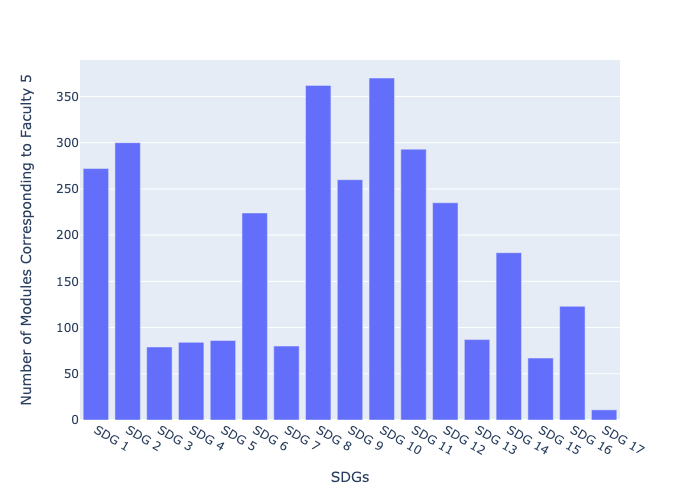 Number of Modules Corresponding to Faculty 5
350
300
250
200
150
100
50
0
SDG 1
SDG 2
SDG 3
SDG 4
SDG 5
SDG 6
SDG 7
SDG 8
SDG 9
SDG 10
SDG 11
SDG 12
SDG 13
SDG 14
SDG 15
SDG 16
SDG 17
SDGs